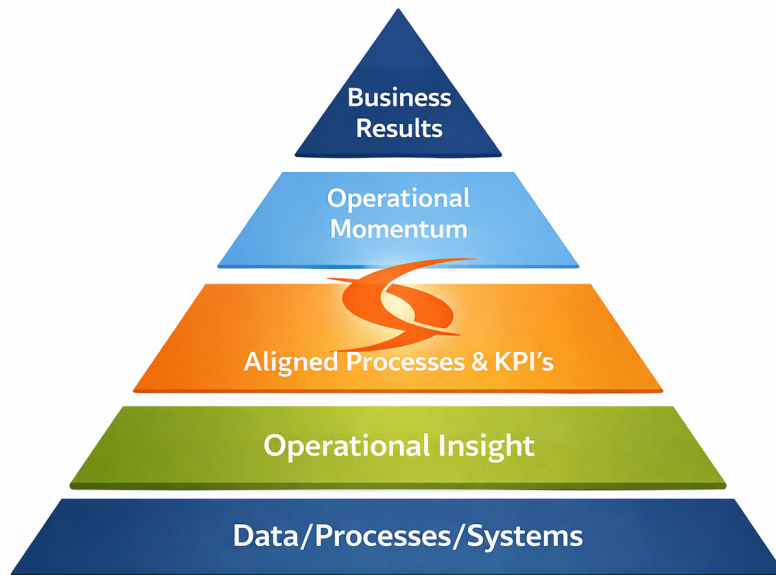 Business
Results
Operational
Momentum
Aligned Processes & KPI's
Operational Insight
Data/Processes/Systems